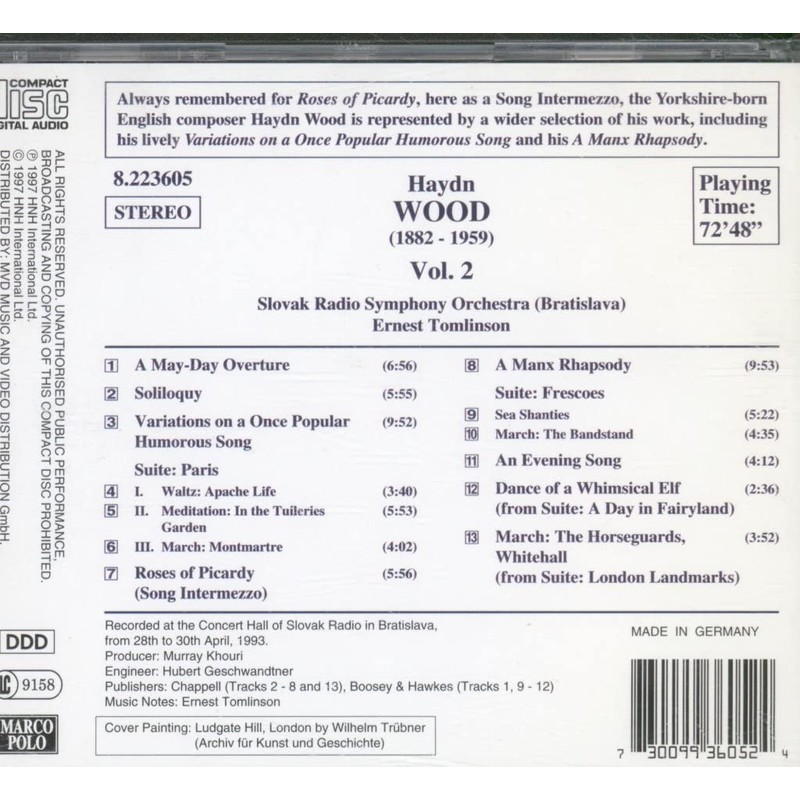 COMPACT
disc
DIGITAL AUDIO
Always remembered for Roses of Picardy, here as a Song Intermezzo, the Yorkshire-born
English composer Haydn Wood is represented by a wider selection of his work, including
his lively Variations on a Once Popular Humorous Song and his A Manx Rhapsody.
8.223605
STEREO
Haydn
WOOD
(1882 - 1959)
Vol. 2
Playing
Time:
72'48"
Slovak Radio Symphony Orchestra (Bratislava)
Ernest Tomlinson
1 A May-Day Overture (6:56)
2 Soliloquy (5:55)
3 Variations on a Once Popular (9:52)
Humorous Song
Suite: Paris
4 I. Waltz: Apache Life (3:40)
5 II. Meditation: In the Tuileries (5:53)
Garden
6 III. March: Montmartre (4:02)
7 Roses of Picardy (5:56)
(Song Intermezzo)
8 A Manx Rhapsody (9:53)
Suite: Frescoes
9 Sea Shanties (5:22)
10 March: The Bandstand (4:35)
11 An Evening Song (4:12)
12 Dance of a Whimsical Elf (2:36)
(from Suite: A Day in Fairyland)
13 March: The Horseguards, (3:52)
Whitehall
(from Suite: London Landmarks)
Recorded at the Concert Hall of Slovak Radio in Bratislava,
from 28th to 30th April, 1993.
Producer: Murray Khouri
Engineer: Hubert Geschwandtner
Publishers: Chappell (Tracks 2 - 8 and 13), Boosey & Hawkes (Tracks 1, 9 - 12)
Music Notes: Ernest Tomlinson
Cover Painting: Ludgate Hill, London by Wilhelm Trübner
(Archiv für Kunst und Geschichte)
MADE IN GERMANY
7 30099 36052 4
ALL RIGHTS RESERVED. UNAUTHORISED PUBLIC PERFORMANCE,
BROADCASTING AND COPYING OF THIS COMPACT DISC PROHIBITED.
℗ 1997 HNH International Ltd.
© 1997 HNH International Ltd.
DISTRIBUTED BY: MVD MUSIC AND VIDEO DISTRIBUTION GmbH,
DDD
LC 9158
MARCO
POLO